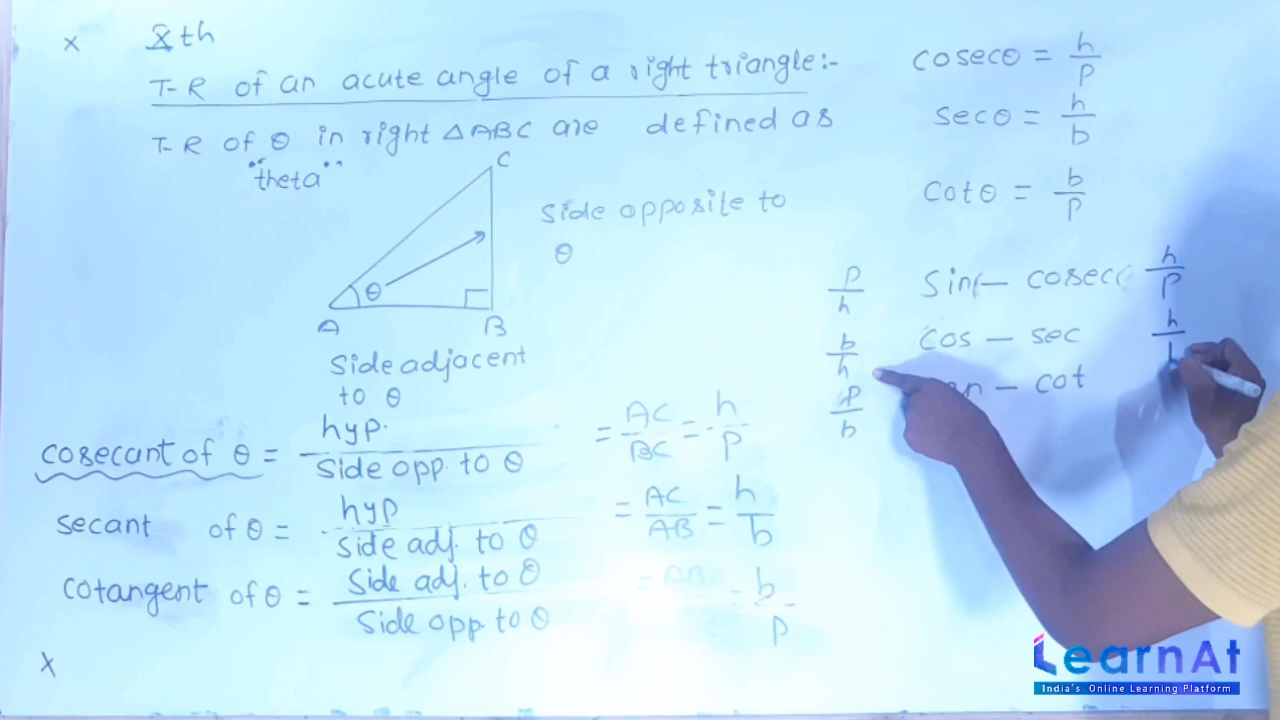 x Xth
T-R of an acute angle of a right triangle:-
T-R of θ in right △ABC are defined as
"theta"
C
Side opposite to
θ
θ
A B
Side adjacent
to θ
cosecant of θ = hyp. / Side opp. to θ = AC / BC = h / p
secant of θ = hyp / side adj. to θ = AC / AB = h / b
cotangent of θ = Side adj. to θ / Side opp. to θ = AB = b / p
x
cosecθ = h / p
secθ = h / b
cotθ = b / p
p / h Sin - cosec h / p
b / h cos - sec h
p / b - cot
LearnAt
India's Online Learning Platform